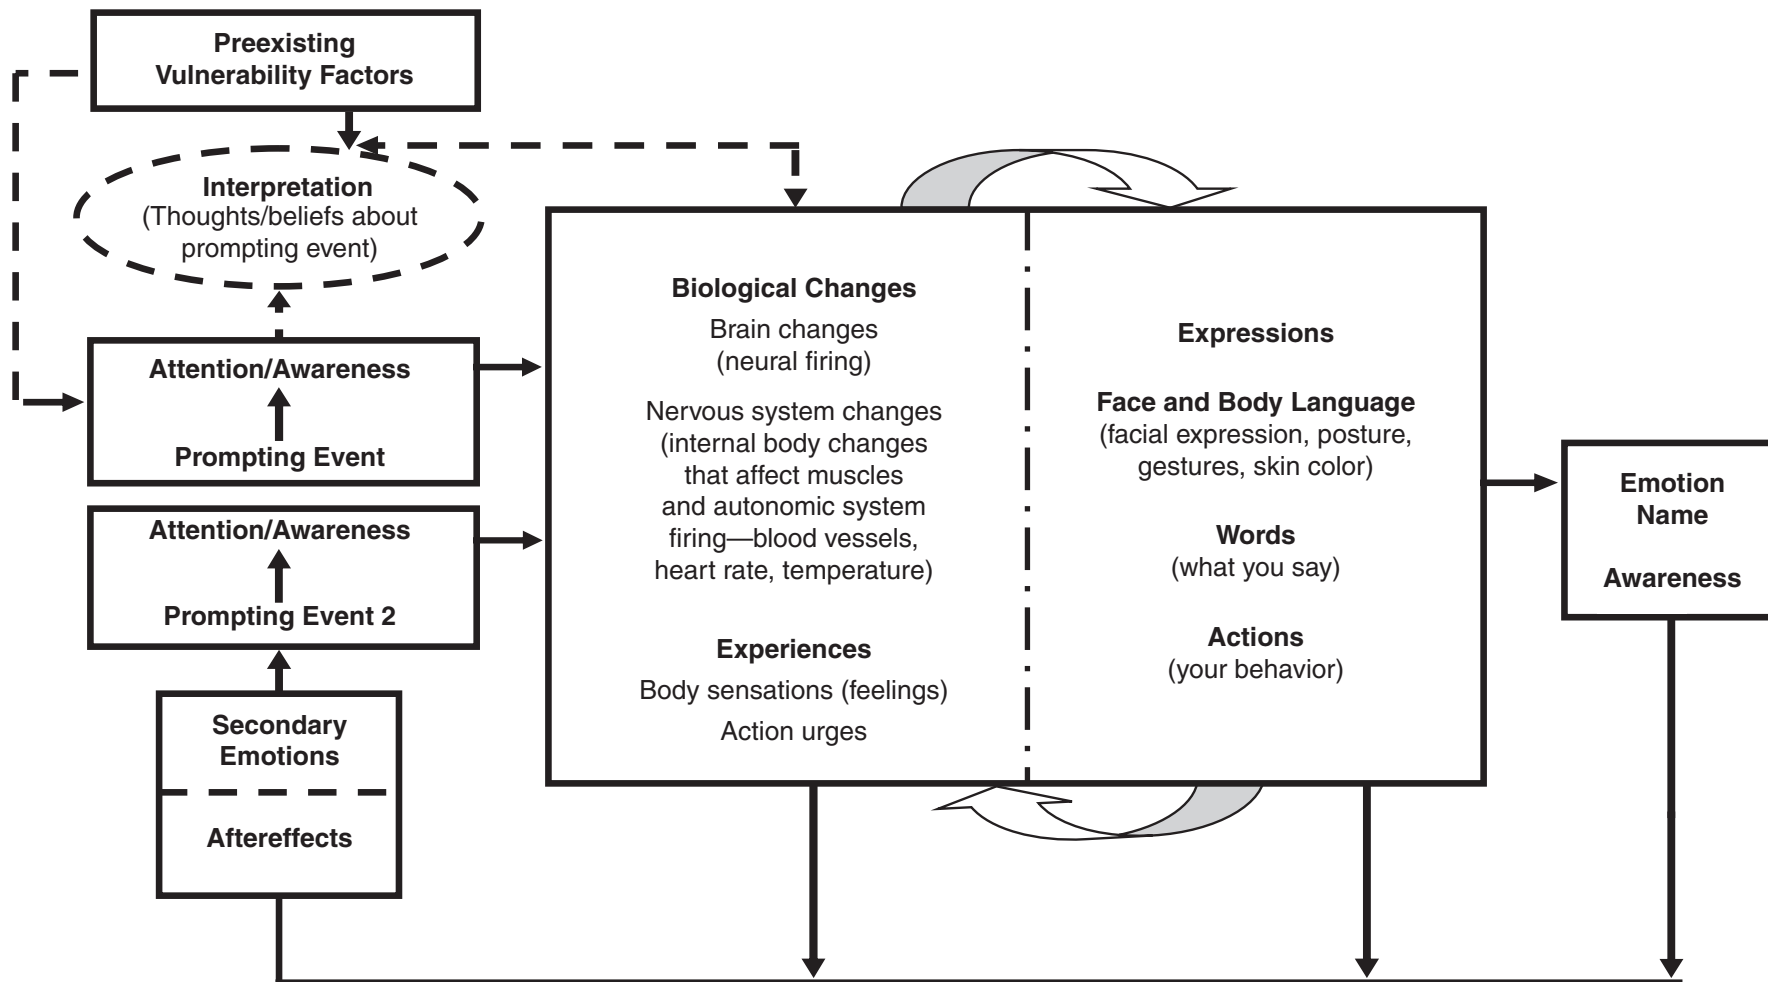 Preexisting
Vulnerability Factors
Interpretation
(Thoughts/beliefs about
prompting event)
Attention/Awareness
Prompting Event
Attention/Awareness
Prompting Event 2
Secondary
Emotions
Aftereffects
Biological Changes
Brain changes
(neural firing)
Nervous system changes
(internal body changes
that affect muscles
and autonomic system
firing—blood vessels,
heart rate, temperature)
Experiences
Body sensations (feelings)
Action urges
Expressions
Face and Body Language
(facial expression, posture,
gestures, skin color)
Words
(what you say)
Actions
(your behavior)
Emotion
Name
Awareness